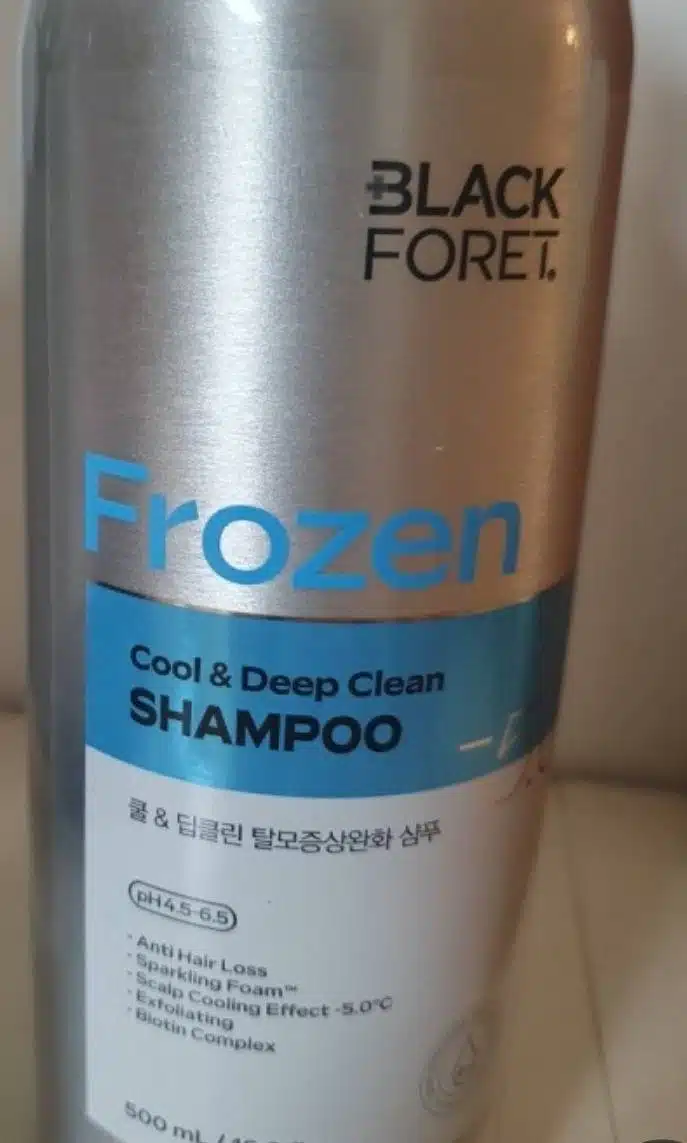 BLACK
FORET
Frozen
Cool & Deep Clean
SHAMPOO
쿨 & 딥클린 탈모증상완화 샴푸
pH4.5-6.5
· Anti Hair Loss
· Sparkling Foam™
· Scalp Cooling Effect -5.0℃
· Exfoliating
· Biotin Complex
500 mL /